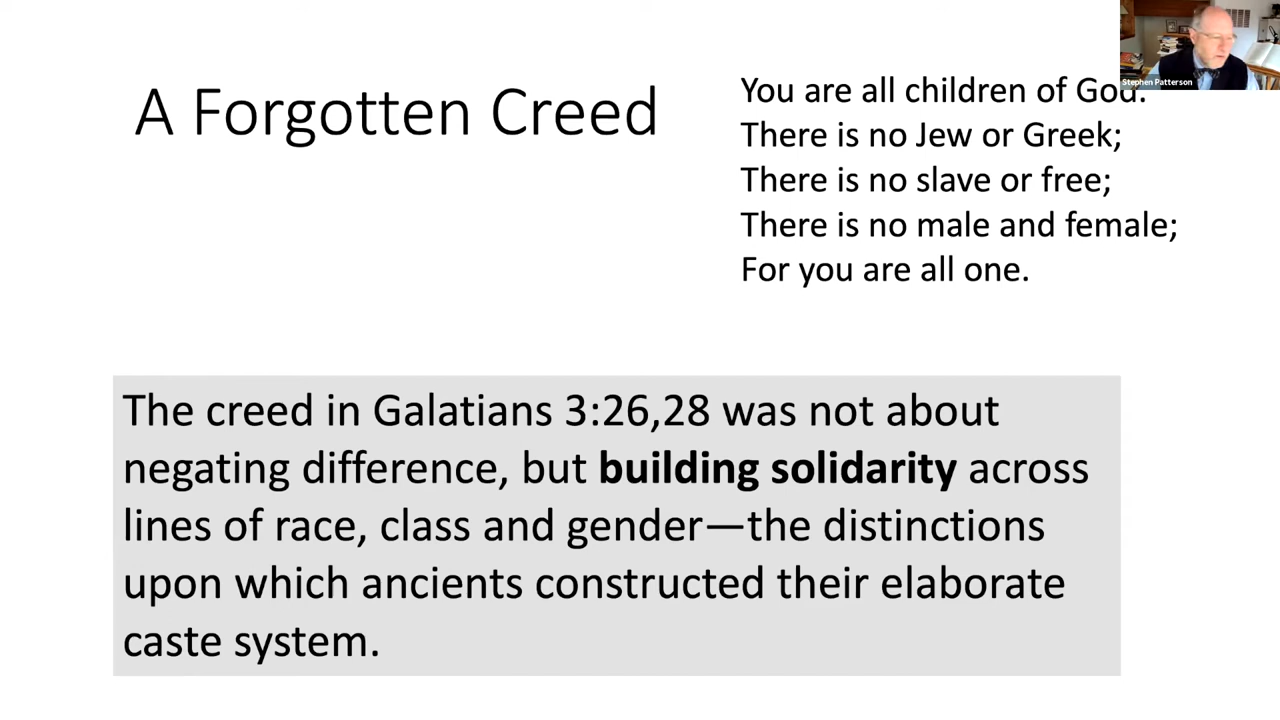 A Forgotten Creed
You are all children of God.
There is no Jew or Greek;
There is no slave or free;
There is no male and female;
For you are all one.
Stephen Patterson
The creed in Galatians 3:26,28 was not about
negating difference, but building solidarity across
lines of race, class and gender—the distinctions
upon which ancients constructed their elaborate
caste system.